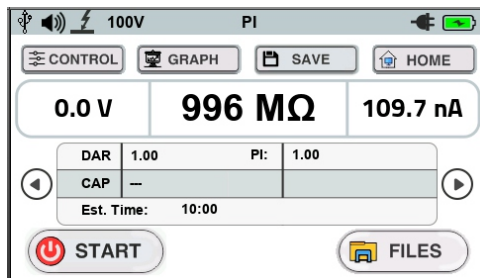 100V PI
CONTROL GRAPH SAVE HOME
0.0 V 996 MΩ 109.7 nA
DAR 1.00 PI: 1.00
CAP ---
Est. Time: 10:00
START FILES